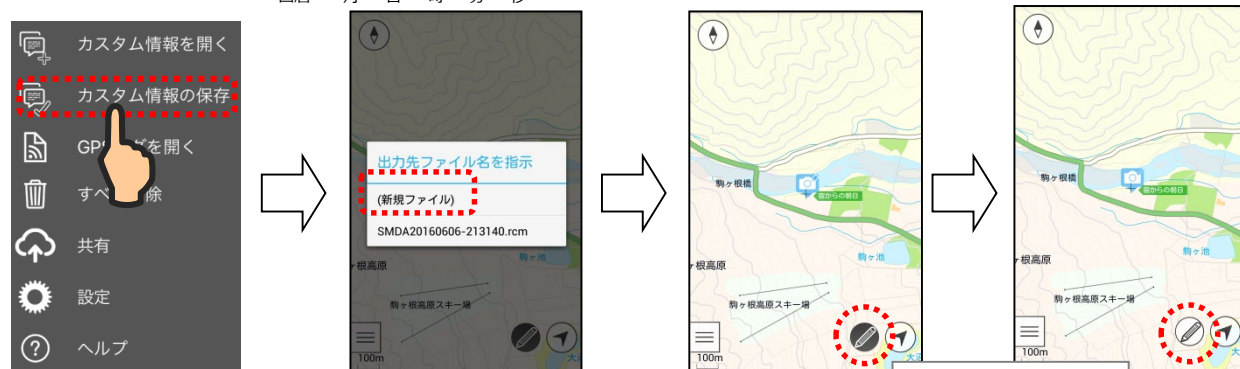 カスタム情報を開く
カスタム情報の保存
GP
グを開く
すべ
除
共有
設定
ヘルプ
出力先ファイル名を指示
(新規ファイル)
SMDA20160606-213140.rcm
駒ヶ池
ヶ根高原
駒ヶ根高原スキー場
100m
駒ヶ根橋
宿からの朝日
駒ヶ池
ヶ根高原
駒ヶ根高原スキー場
100m
駒ヶ根橋
宿からの朝日
駒ヶ池
ヶ根高原
駒ヶ根高原スキー場
100m